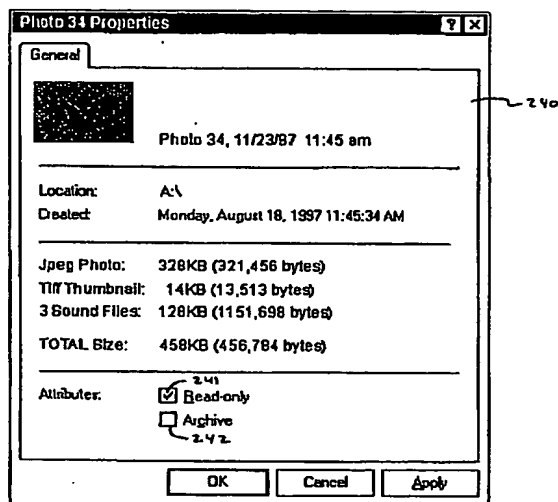 Photo 34 Properties ? X
General
240
Photo 34, 11/23/87 11:45 am
Location: A:\
Created: Monday, August 18, 1997 11:45:34 AM
Jpeg Photo: 328KB (321,456 bytes)
Tiff Thumbnail: 14KB (13,513 bytes)
3 Sound Files: 128KB (1151,698 bytes)
TOTAL Size: 458KB (456,784 bytes)
241
Attributes: Read-only
Archive
242
OK Cancel Apply